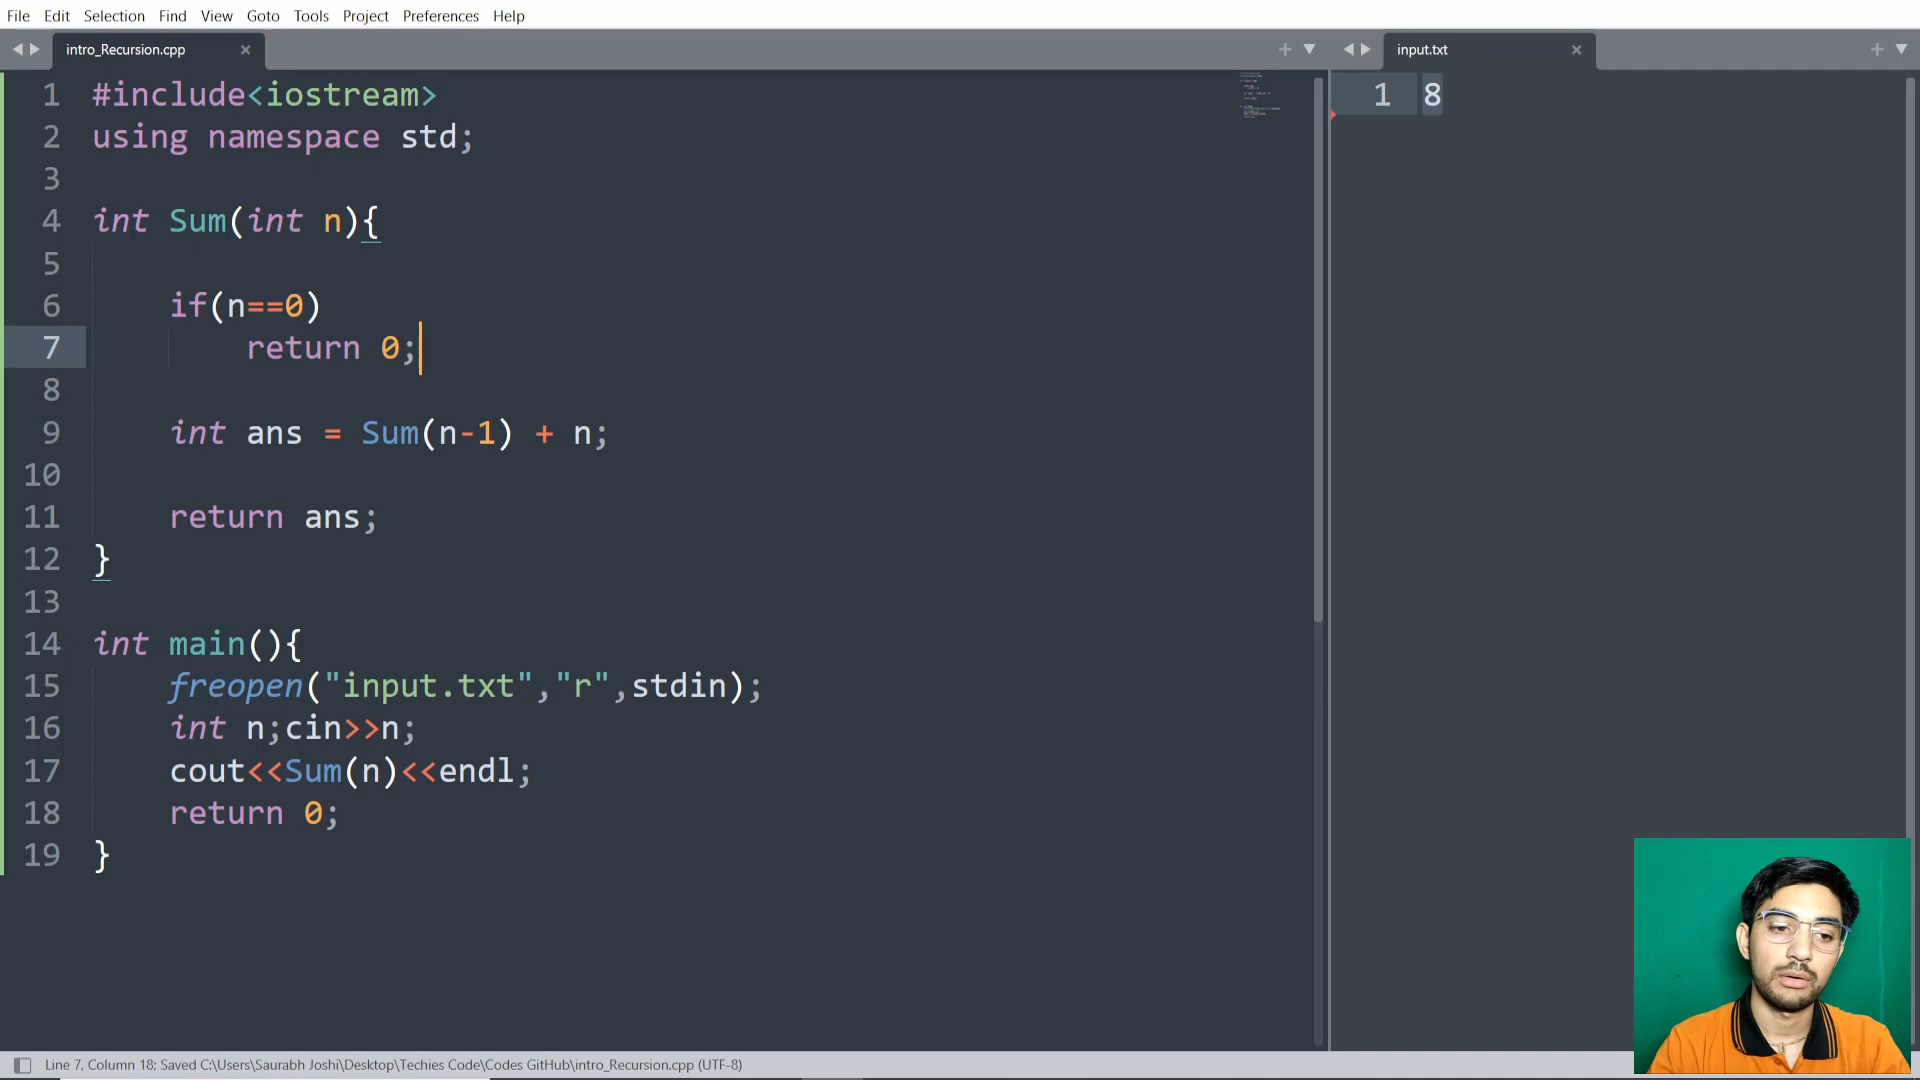 File Edit Selection Find View Goto Tools Project Preferences Help
intro_Recursion.cpp
input.txt
1 #include<iostream>
2 using namespace std;
3
4 int Sum(int n){
5
6 if(n==0)
7 return 0;
8
9 int ans = Sum(n-1) + n;
10
11 return ans;
12 }
13
14 int main(){
15 freopen("input.txt","r",stdin);
16 int n;cin>>n;
17 cout<<Sum(n)<<endl;
18 return 0;
19 }
1 8
Line 7, Column 18; Saved C:\Users\Saurabh Joshi\Desktop\Techies Code\Codes GitHub\intro_Recursion.cpp (UTF-8)